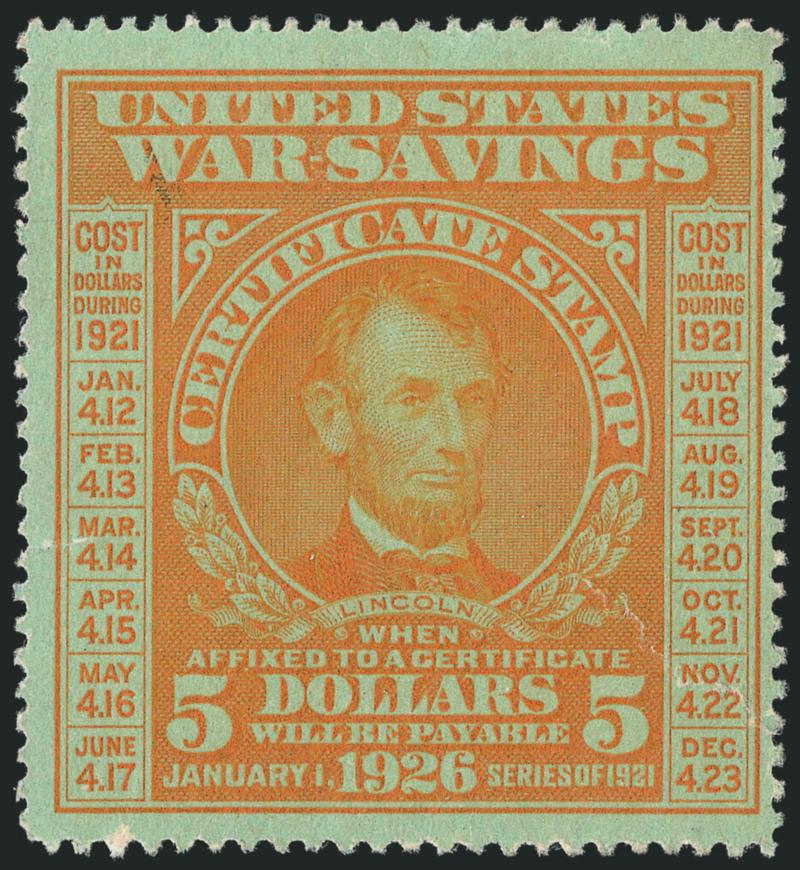 UNITED STATES
WAR-SAVINGS
CERTIFICATE STAMP
COST
IN
DOLLARS
DURING
1921
JAN.
4.12
FEB.
4.13
MAR.
4.14
APR.
4.15
MAY
4.16
JUNE
4.17
COST
IN
DOLLARS
DURING
1921
JULY
4.18
AUG.
4.19
SEPT.
4.20
OCT.
4.21
NOV.
4.22
DEC.
4.23
LINCOLN
WHEN
AFFIXED TO A CERTIFICATE
5 DOLLARS 5
WILL BE PAYABLE
JANUARY 1, 1926 SERIES OF 1921